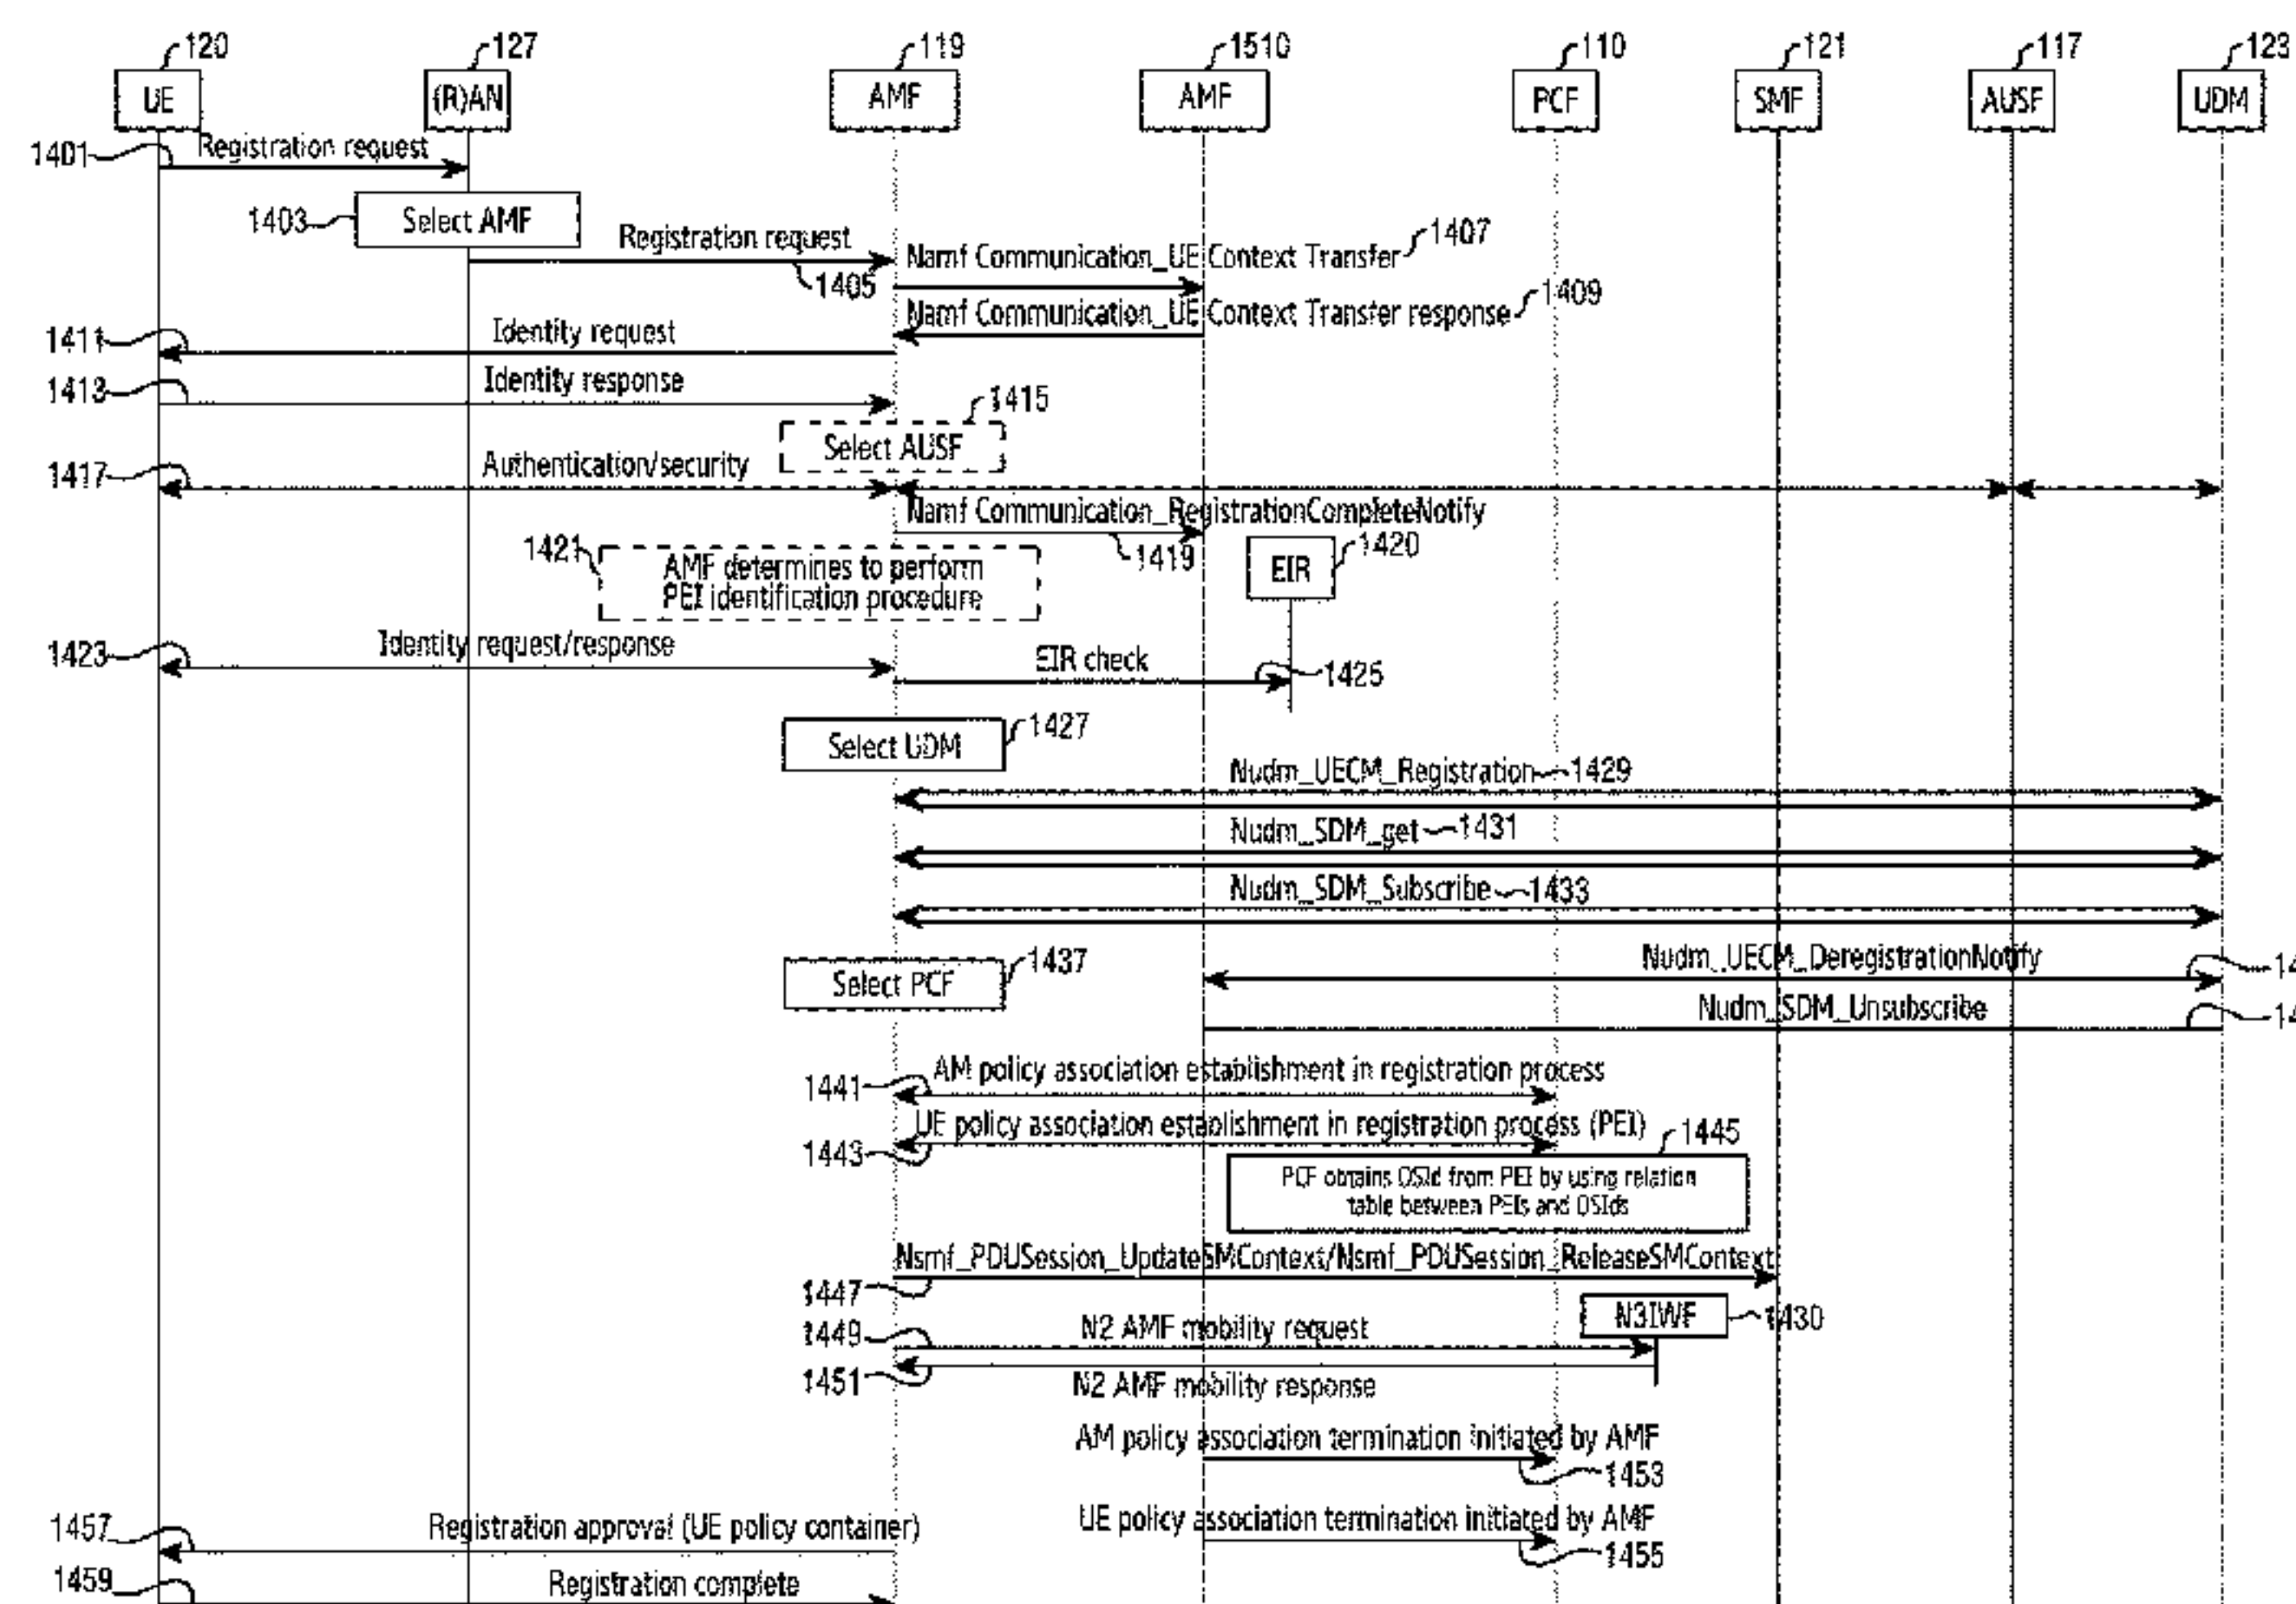 120
127
119
1510
110
121
117
123
UE
(R)AN
AMF
AMF
PCF
SMF
AUSF
UDM
1401
Registration request
1403
Select AMF
Registration request
1405
Namf Communication_UE Context Transfer
1407
Namf Communication_UE Context Transfer response
1409
1411
Identity request
1413
Identity response
1415
Select AUSF
1417
Authentication/security
Namf Communication_RegistrationCompleteNotify
1419
1420
EIR
1421
AMF determines to perform
PEI identification procedure
1423
Identity request/response
EIR check
1425
Select UDM
1427
Nudm_UECM_Registration
1429
Nudm_SDM_get
1431
Nudm_SDM_Subscribe
1433
Select PCF
1437
Nudm_UECM_DeregistrationNotify
14
Nudm_SDM_Unsubscribe
14
AM policy association establishment in registration process
1441
UE policy association establishment in registration process (PEI)
1443
1445
PCF obtains OSId from PEI by using relation
table between PEIs and OSIds
Nsmf_PDUSession_UpdateSMContext/Nsmf_PDUSession_ReleaseSMContext
1447
N3IWF
1430
1449
N2 AMF mobility request
1451
N2 AMF mobility response
AM policy association termination initiated by AMF
1453
UE policy association termination initiated by AMF
1455
1457
Registration approval (UE policy container)
1459
Registration complete